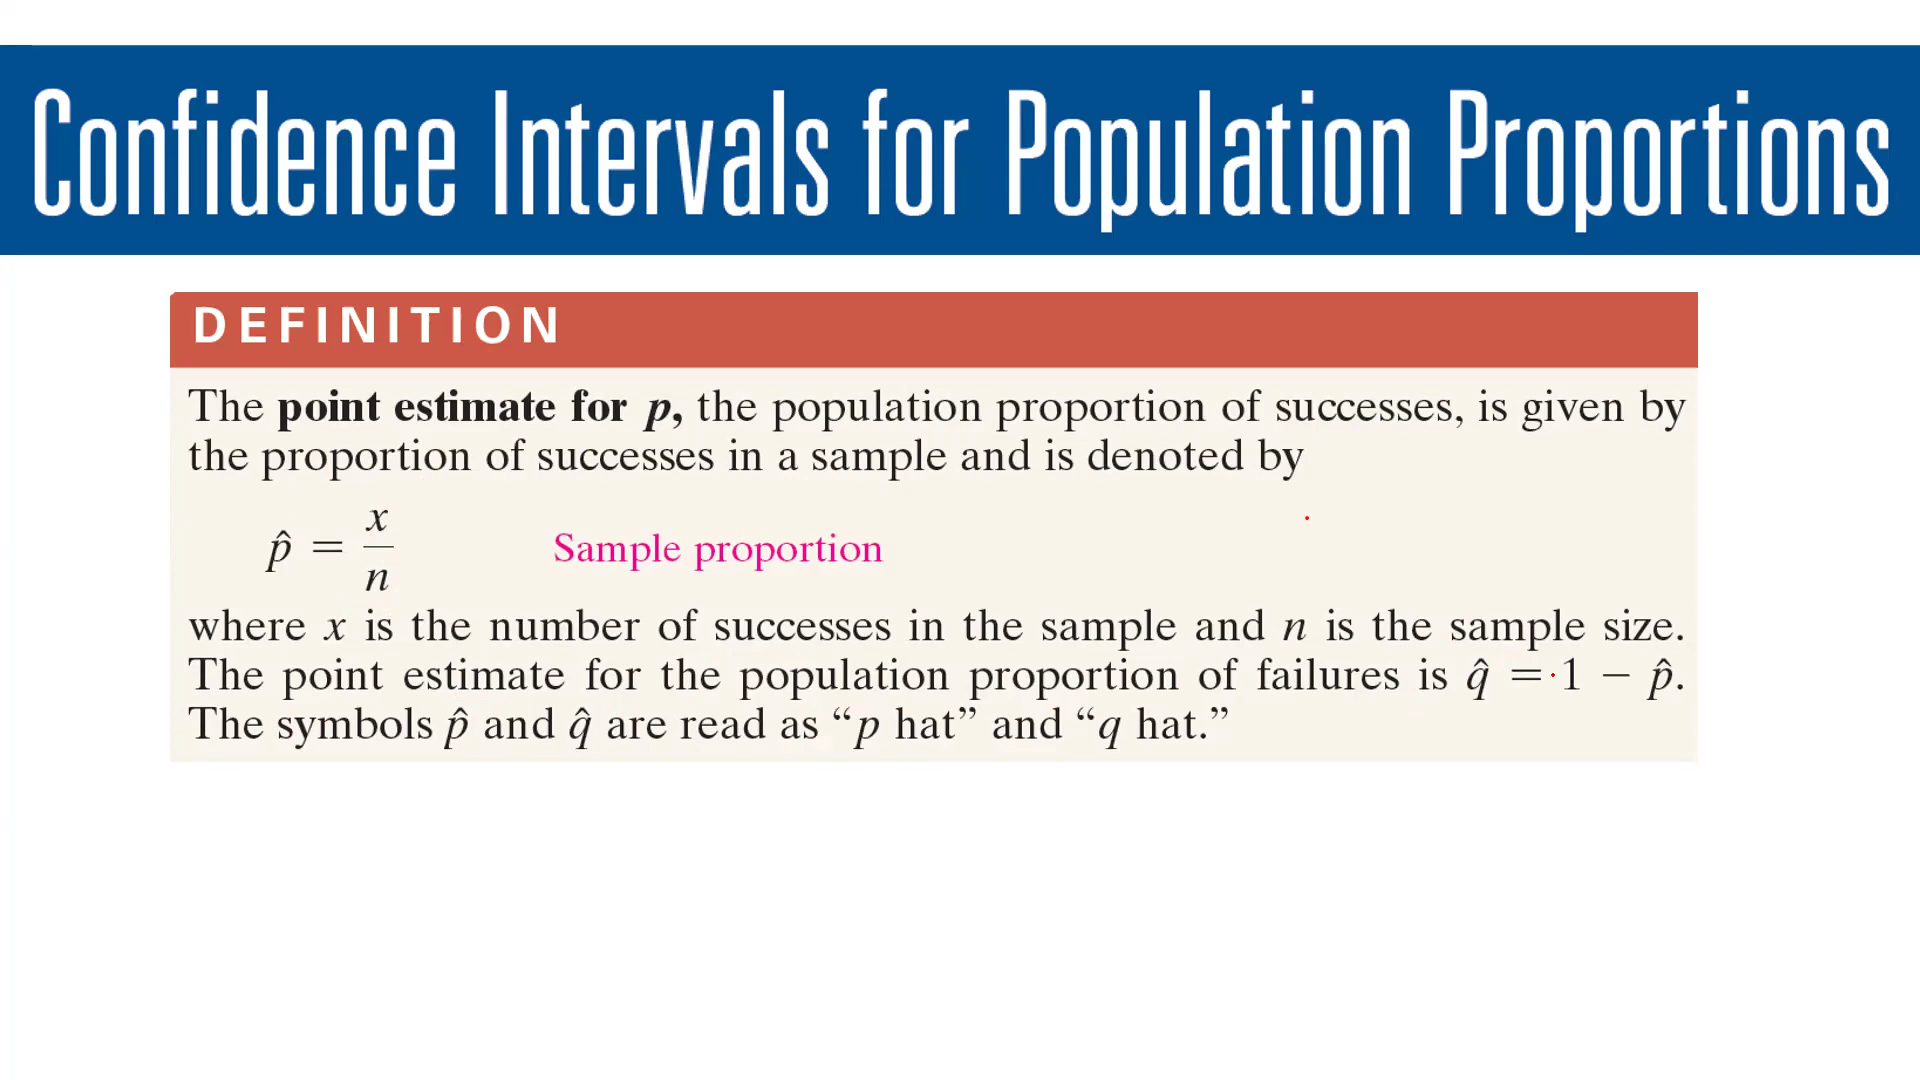 Confidence Intervals for Population Proportions
DEFINITION
The point estimate for p, the population proportion of successes, is given by
the proportion of successes in a sample and is denoted by
p̂ = x/n Sample proportion
where x is the number of successes in the sample and n is the sample size.
The point estimate for the population proportion of failures is q̂ = 1 − p̂.
The symbols p̂ and q̂ are read as “p hat” and “q hat.”